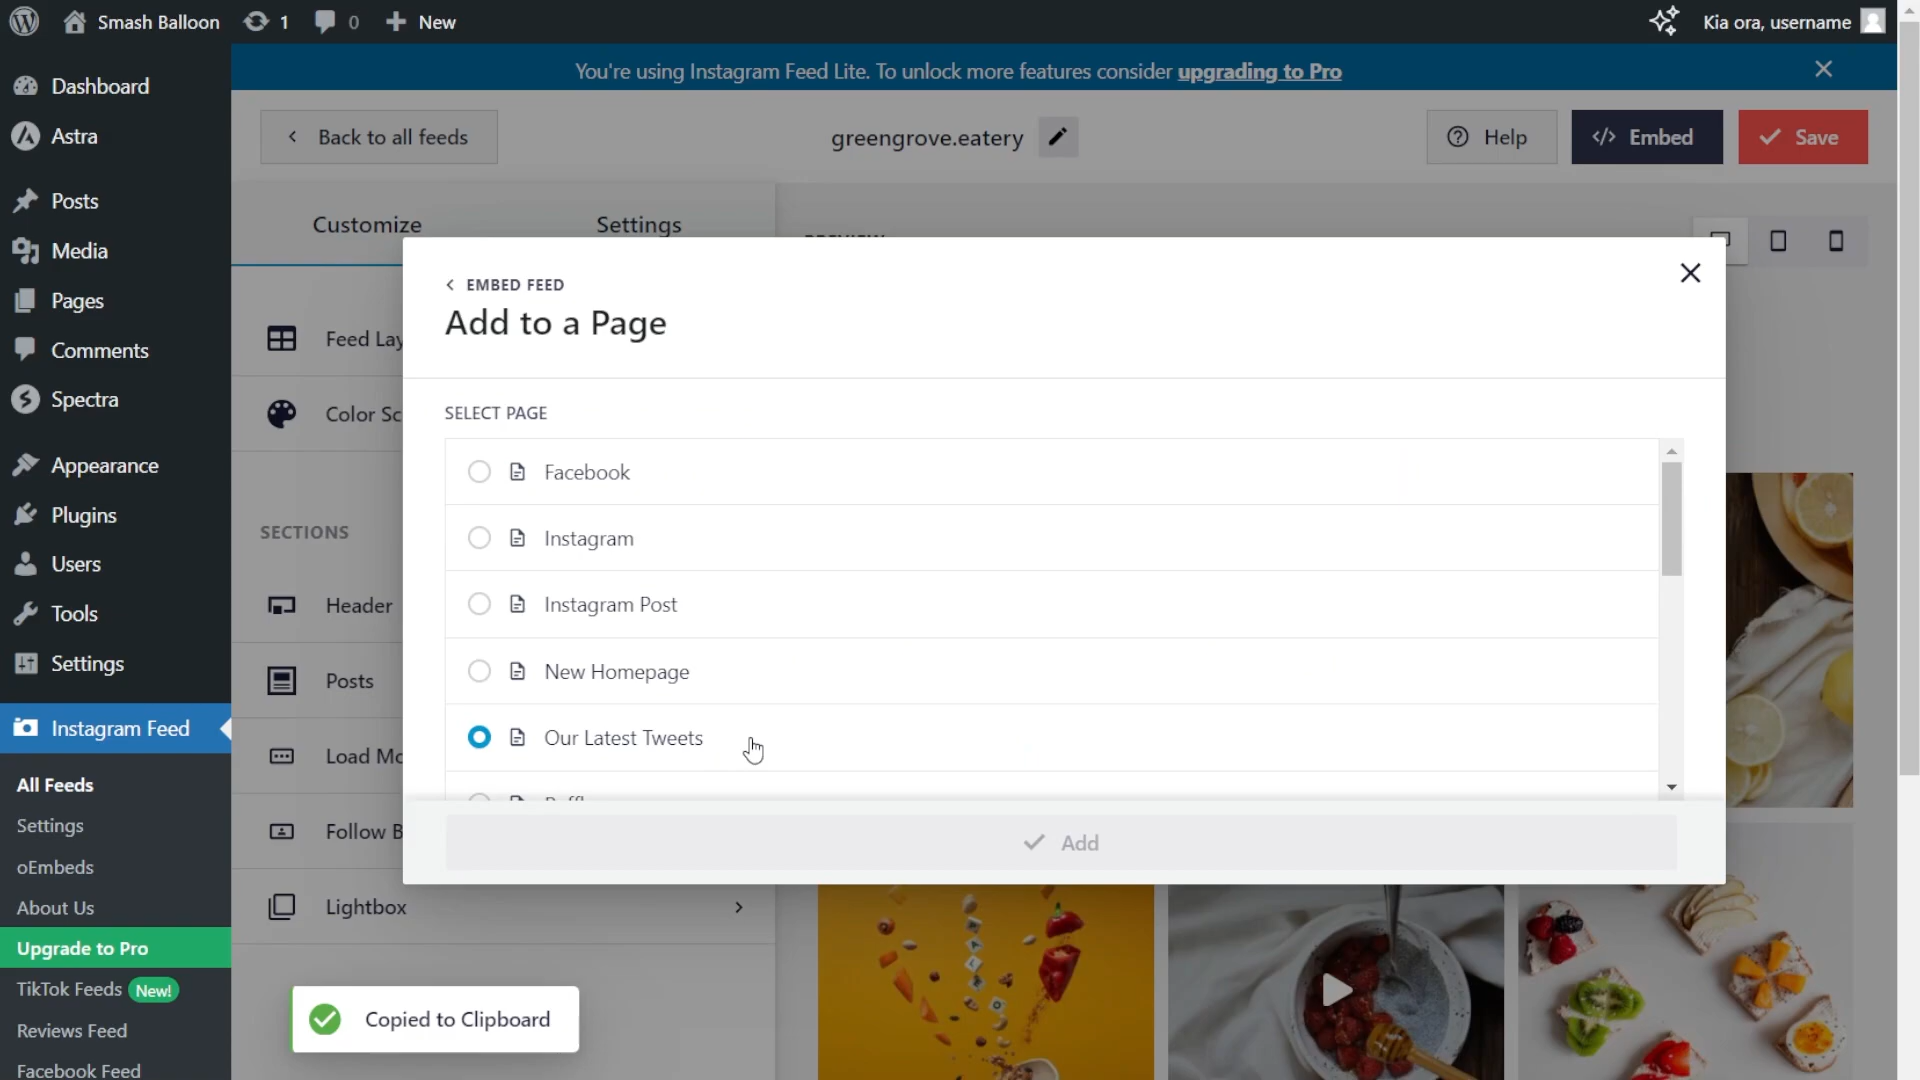 Smash Balloon
1
0
New
Kia ora, username
Dashboard
Astra
Posts
Media
Pages
Comments
Spectra
Appearance
Plugins
Users
Tools
Settings
Instagram Feed
All Feeds
Settings
oEmbeds
About Us
Upgrade to Pro
TikTok Feeds New!
Reviews Feed
Facebook Feed
You're using Instagram Feed Lite. To unlock more features consider upgrading to Pro
Back to all feeds
greengrove.eatery
Help
</> Embed
Save
Customize
Settings
Feed Lay
Color Sc
SECTIONS
Header
Posts
Load Mo
Follow B
Lightbox
EMBED FEED
Add to a Page
SELECT PAGE
Facebook
Instagram
Instagram Post
New Homepage
Our Latest Tweets
Add
Copied to Clipboard